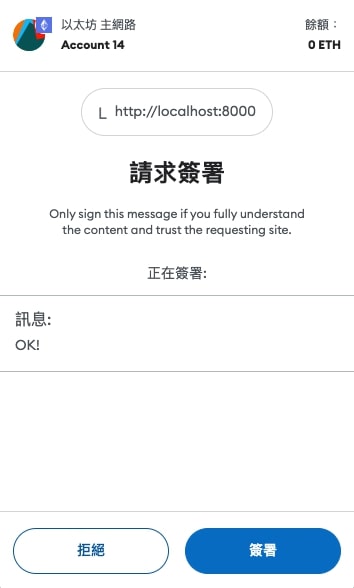 以太坊 主網路
Account 14
餘額：
0 ETH
L http://localhost:8000
請求簽署
Only sign this message if you fully understand
the content and trust the requesting site.
正在簽署:
訊息:
OK!
拒絕
簽署